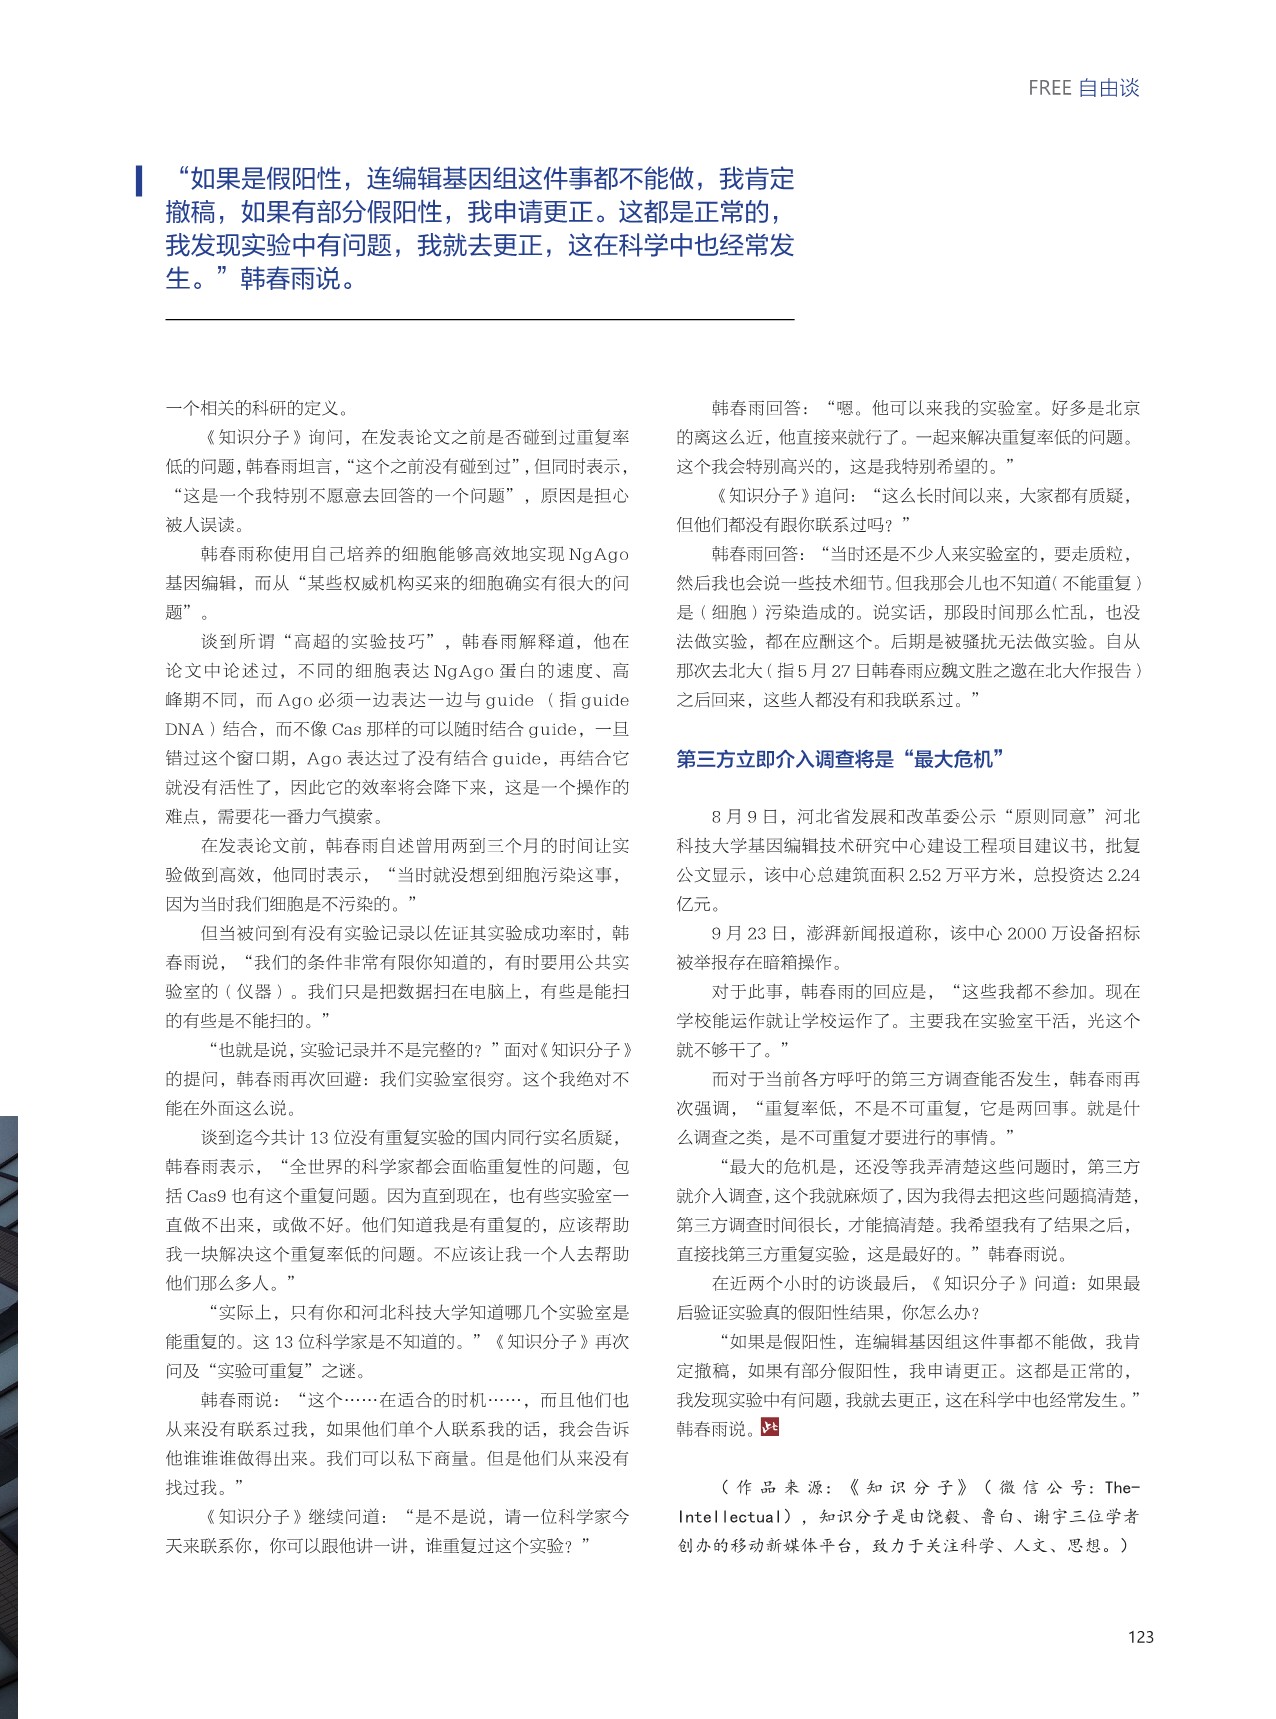 FREE 自由谈
“如果是假阳性，连编辑基因组这件事都不能做，我肯定
撤稿，如果有部分假阳性，我申请更正。这都是正常的，
我发现实验中有问题，我就去更正，这在科学中也经常发
生。”韩春雨说。
一个相关的科研的定义。
《知识分子》询问，在发表论文之前是否碰到过重复率
低的问题，韩春雨坦言，“这个之前没有碰到过”，但同时表示，
“这是一个我特别不愿意去回答的一个问题”，原因是担心
被人误读。
韩春雨称使用自己培养的细胞能够高效地实现 NgAgo
基因编辑，而从“某些权威机构买来的细胞确实有很大的问
题”。
谈到所谓“高超的实验技巧”，韩春雨解释道，他在
论文中论述过，不同的细胞表达 NgAgo 蛋白的速度、高
峰期不同，而 Ago 必须一边表达一边与 guide（指 guide
DNA）结合，而不像 Cas 那样的可以随时结合 guide，一旦
错过这个窗口期，Ago 表达过了没有结合 guide，再结合它
就没有活性了，因此它的效率将会降下来，这是一个操作的
难点，需要花一番力气摸索。
在发表论文前，韩春雨自述曾用两到三个月的时间让实
验做到高效，他同时表示，“当时就没想到细胞污染这事，
因为当时我们细胞是不污染的。”
但当被问到有没有实验记录以佐证其实验成功率时，韩
春雨说，“我们的条件非常有限你知道的，有时要用公共实
验室的（仪器）。我们只是把数据扫在电脑上，有些是能扫
的有些是不能扫的。”
“也就是说，实验记录并不是完整的？”面对《知识分子》
的提问，韩春雨再次回避：我们实验室很穷。这个我绝对不
能在外面这么说。
谈到迄今共计 13 位没有重复实验的国内同行实名质疑，
韩春雨表示，“全世界的科学家都会面临重复性的问题，包
括 Cas9 也有这个重复问题。因为直到现在，也有些实验室一
直做不出来，或做不好。他们知道我是有重复的，应该帮助
我一块解决这个重复率低的问题。不应该让我一个人去帮助
他们那么多人。”
“实际上，只有你和河北科技大学知道哪几个实验室是
能重复的。这 13 位科学家是不知道的。”《知识分子》再次
问及“实验可重复”之谜。
韩春雨说：“这个……在适合的时机……，而且他们也
从来没有联系过我，如果他们单个人联系我的话，我会告诉
他谁谁谁做得出来。我们可以私下商量。但是他们从来没有
找过我。”
《知识分子》继续问道：“是不是说，请一位科学家今
天来联系你，你可以跟他讲一讲，谁重复过这个实验？”
韩春雨回答：“嗯。他可以来我的实验室。好多是北京
的离这么近，他直接来就行了。一起来解决重复率低的问题。
这个我会特别高兴的，这是我特别希望的。”
《知识分子》追问：“这么长时间以来，大家都有质疑，
但他们都没有跟你联系过吗？”
韩春雨回答：“当时还是不少人来实验室的，要走质粒，
然后我也会说一些技术细节。但我那会儿也不知道（不能重复）
是（细胞）污染造成的。说实话，那段时间那么忙乱，也没
法做实验，都在应酬这个。后期是被骚扰无法做实验。自从
那次去北大（指 5 月 27 日韩春雨应魏文胜之邀在北大作报告）
之后回来，这些人都没有和我联系过。”
第三方立即介入调查将是“最大危机”
8 月 9 日，河北省发展和改革委公示“原则同意”河北
科技大学基因编辑技术研究中心建设工程项目建议书，批复
公文显示，该中心总建筑面积 2.52 万平方米，总投资达 2.24
亿元。
9 月 23 日，澎湃新闻报道称，该中心 2000 万设备招标
被举报存在暗箱操作。
对于此事，韩春雨的回应是，“这些我都不参加。现在
学校能运作就让学校运作了。主要我在实验室干活，光这个
就不够干了。”
而对于当前各方呼吁的第三方调查能否发生，韩春雨再
次强调，“重复率低，不是不可重复，它是两回事。就是什
么调查之类，是不可重复才要进行的事情。”
“最大的危机是，还没等我弄清楚这些问题时，第三方
就介入调查，这个我就麻烦了，因为我得去把这些问题搞清楚，
第三方调查时间很长，才能搞清楚。我希望我有了结果之后，
直接找第三方重复实验，这是最好的。”韩春雨说。
在近两个小时的访谈最后，《知识分子》问道：如果最
后验证实验真的假阳性结果，你怎么办？
“如果是假阳性，连编辑基因组这件事都不能做，我肯
定撤稿，如果有部分假阳性，我申请更正。这都是正常的，
我发现实验中有问题，我就去更正，这在科学中也经常发生。”
韩春雨说。
（作品来源：《知识分子》（微信公号：The-
Intellectual），知识分子是由饶毅、鲁白、谢宇三位学者
创办的移动新媒体平台，致力于关注科学、人文、思想。）
123